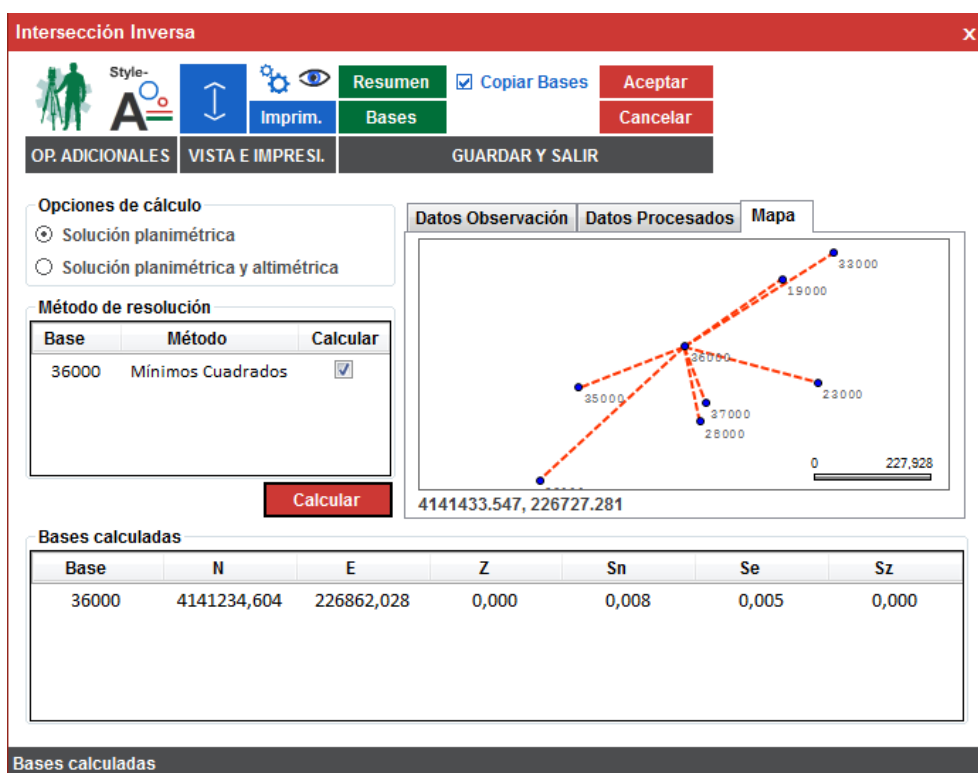 Intersección Inversa
x
Style-
A
Resumen
Copiar Bases
Aceptar
Imprim.
Bases
Cancelar
OP. ADICIONALES
VISTA E IMPRESI.
GUARDAR Y SALIR
Opciones de cálculo
Solución planimétrica
Solución planimétrica y altimétrica
Método de resolución
Base Método Calcular
36000 Mínimos Cuadrados
Calcular
Datos Observación
Datos Procesados
Mapa
33000
19000
36000
35000
23000
37000
28000
0 227,928
4141433.547, 226727.281
Bases calculadas
Base N E Z Sn Se Sz
36000 4141234,604 226862,028 0,000 0,008 0,005 0,000
Bases calculadas